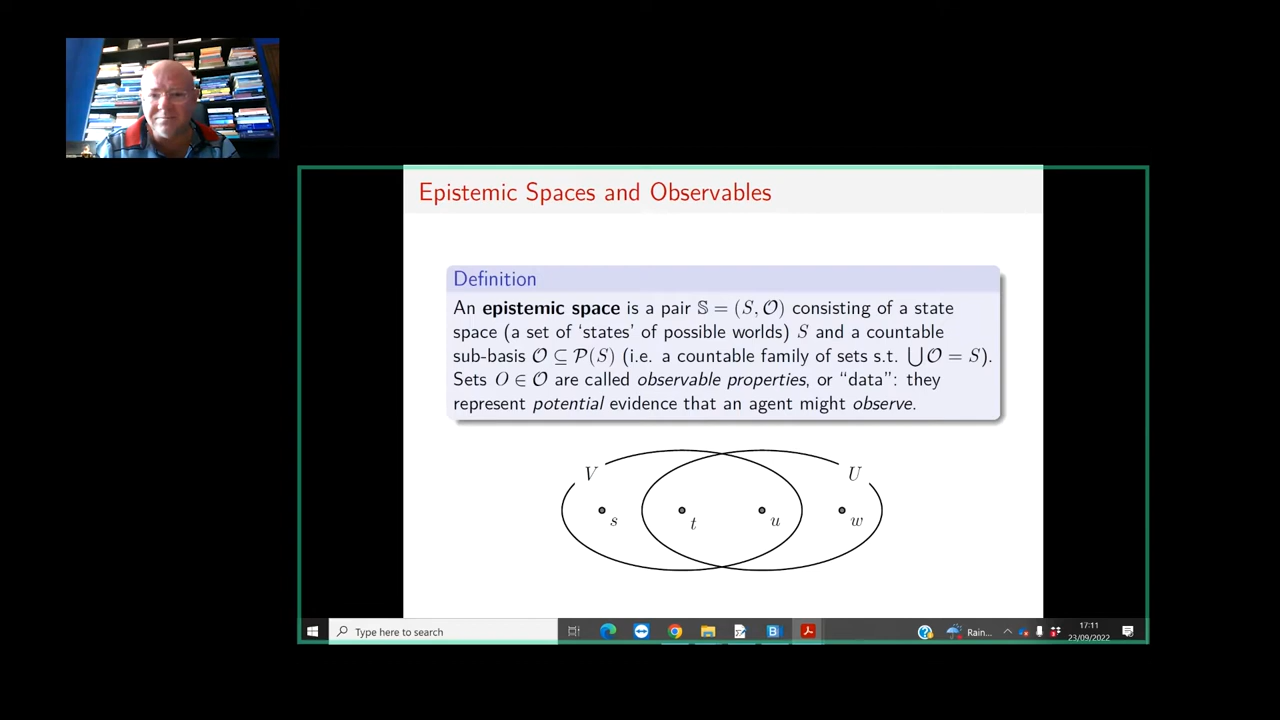 Epistemic Spaces and Observables
Definition
An epistemic space is a pair 𝕊 = (S, 𝒪) consisting of a state
space (a set of ‘states’ of possible worlds) S and a countable
sub-basis 𝒪 ⊆ 𝒫(S) (i.e. a countable family of sets s.t. ⋃𝒪 = S).
Sets O ∈ 𝒪 are called observable properties, or “data”: they
represent potential evidence that an agent might observe.
V U
s t u w
Type here to search
Rain...
17:11
23/09/2022